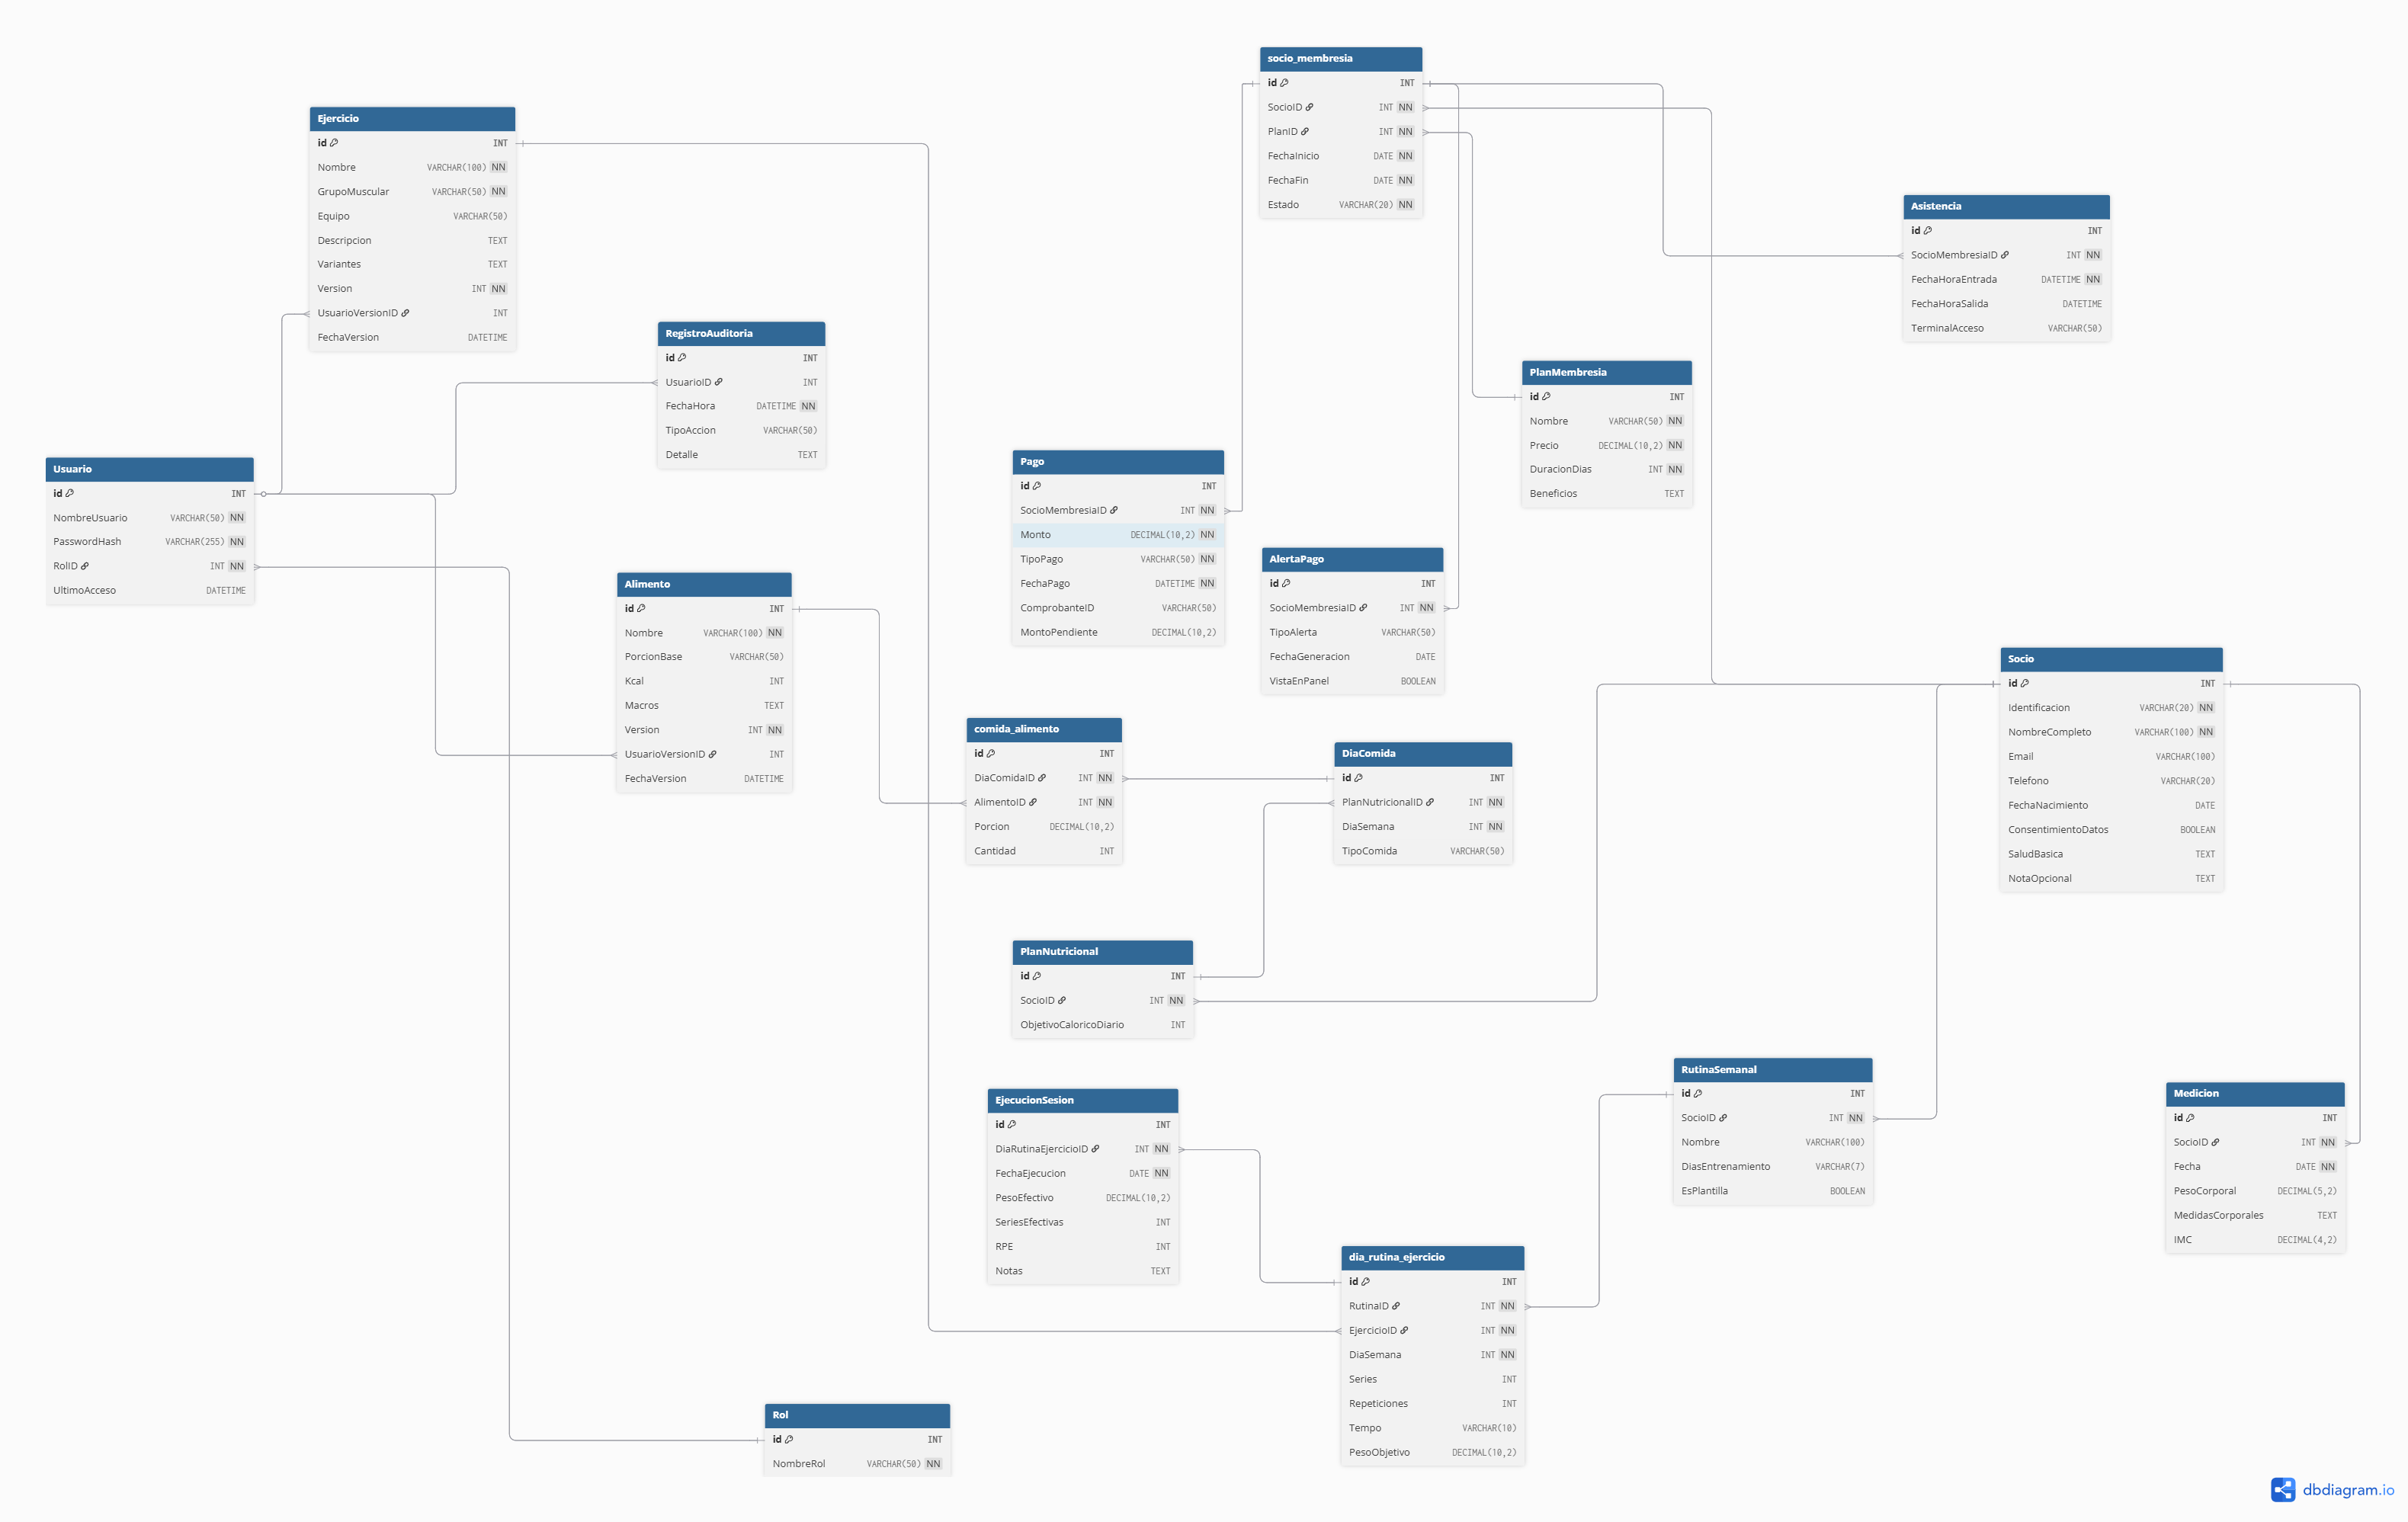 socio_membresia
id INT
SocioID INT NN
PlanID INT NN
FechaInicio DATE NN
FechaFin DATE NN
Estado VARCHAR(20) NN
Ejercicio
id INT
Nombre VARCHAR(100) NN
GrupoMuscular VARCHAR(50) NN
Equipo VARCHAR(50)
Descripcion TEXT
Variantes TEXT
Version INT NN
UsuarioVersionID INT
FechaVersion DATETIME
Asistencia
id INT
SocioMembresiaID INT NN
FechaHoraEntrada DATETIME NN
FechaHoraSalida DATETIME
TerminalAcceso VARCHAR(50)
RegistroAuditoria
id INT
UsuarioID INT
FechaHora DATETIME NN
TipoAccion VARCHAR(50)
Detalle TEXT
PlanMembresia
id INT
Nombre VARCHAR(50) NN
Precio DECIMAL(10,2) NN
DuracionDias INT NN
Beneficios TEXT
Usuario
id INT
NombreUsuario VARCHAR(50) NN
PasswordHash VARCHAR(255) NN
RolID INT NN
UltimoAcceso DATETIME
Pago
id INT
SocioMembresiaID INT NN
Monto DECIMAL(10,2) NN
TipoPago VARCHAR(50) NN
FechaPago DATETIME NN
ComprobanteID VARCHAR(50)
MontoPendiente DECIMAL(10,2)
AlertaPago
id INT
SocioMembresiaID INT NN
TipoAlerta VARCHAR(50)
FechaGeneracion DATE
VistaEnPanel BOOLEAN
Alimento
id INT
Nombre VARCHAR(100) NN
PorcionBase VARCHAR(50)
Kcal INT
Macros TEXT
Version INT NN
UsuarioVersionID INT
FechaVersion DATETIME
Socio
id INT
Identificacion VARCHAR(20) NN
NombreCompleto VARCHAR(100) NN
Email VARCHAR(100)
Telefono VARCHAR(20)
FechaNacimiento DATE
ConsentimientoDatos BOOLEAN
SaludBasica TEXT
NotaOpcional TEXT
comida_alimento
id INT
DiaComidaID INT NN
AlimentoID INT NN
Porcion DECIMAL(10,2)
Cantidad INT
DiaComida
id INT
PlanNutricionalID INT NN
DiaSemana INT NN
TipoComida VARCHAR(50)
PlanNutricional
id INT
SocioID INT NN
ObjetivoCaloricoDiario INT
RutinaSemanal
id INT
SocioID INT NN
Nombre VARCHAR(100)
DiasEntrenamiento VARCHAR(7)
EsPlantilla BOOLEAN
Medicion
id INT
SocioID INT NN
Fecha DATE NN
PesoCorporal DECIMAL(5,2)
MedidasCorporales TEXT
IMC DECIMAL(4,2)
EjecucionSesion
id INT
DiaRutinaEjercicioID INT NN
FechaEjecucion DATE NN
PesoEfectivo DECIMAL(10,2)
SeriesEfectivas INT
RPE INT
Notas TEXT
dia_rutina_ejercicio
id INT
RutinaID INT NN
EjercicioID INT NN
DiaSemana INT NN
Series INT
Repeticiones INT
Tempo VARCHAR(10)
PesoObjetivo DECIMAL(10,2)
Rol
id INT
NombreRol VARCHAR(50) NN
dbdiagram.io